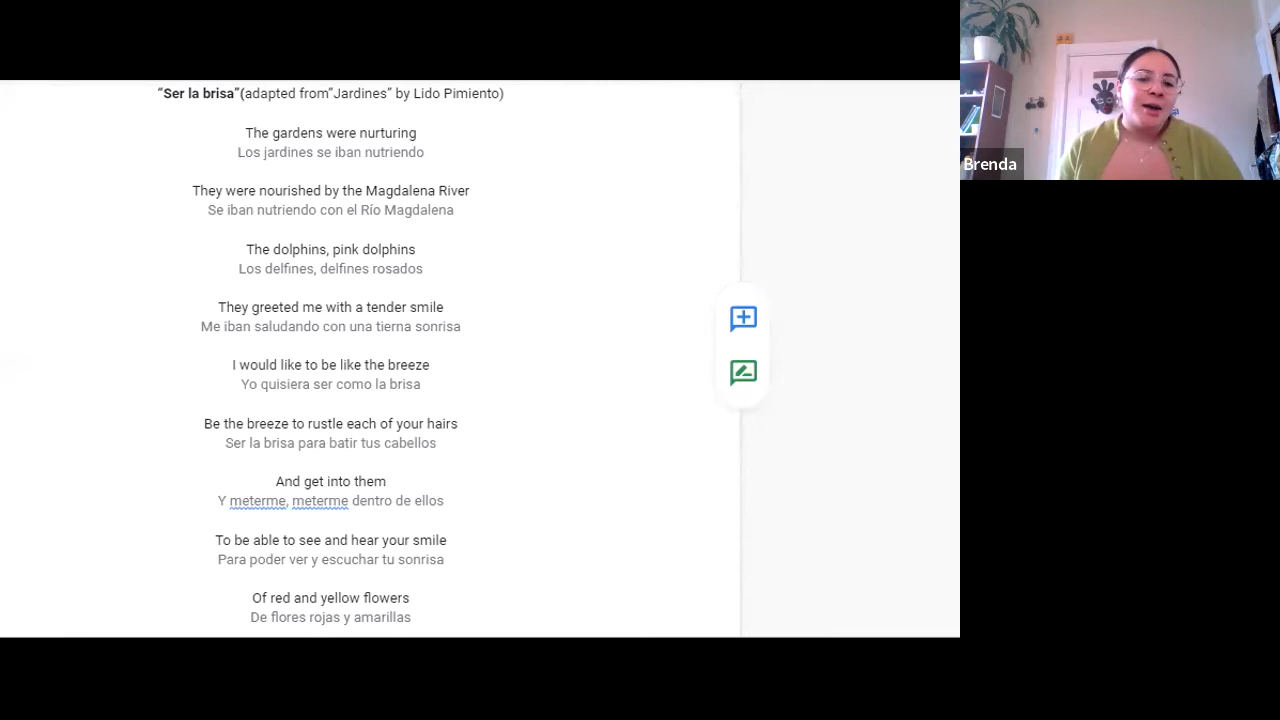 “Ser la brisa”(adapted from”Jardines” by Lido Pimiento)
The gardens were nurturing
Los jardines se iban nutriendo
They were nourished by the Magdalena River
Se iban nutriendo con el Río Magdalena
The dolphins, pink dolphins
Los delfines, delfines rosados
They greeted me with a tender smile
Me iban saludando con una tierna sonrisa
I would like to be like the breeze
Yo quisiera ser como la brisa
Be the breeze to rustle each of your hairs
Ser la brisa para batir tus cabellos
And get into them
Y meterme, meterme dentro de ellos
To be able to see and hear your smile
Para poder ver y escuchar tu sonrisa
Of red and yellow flowers
De flores rojas y amarillas
Brenda